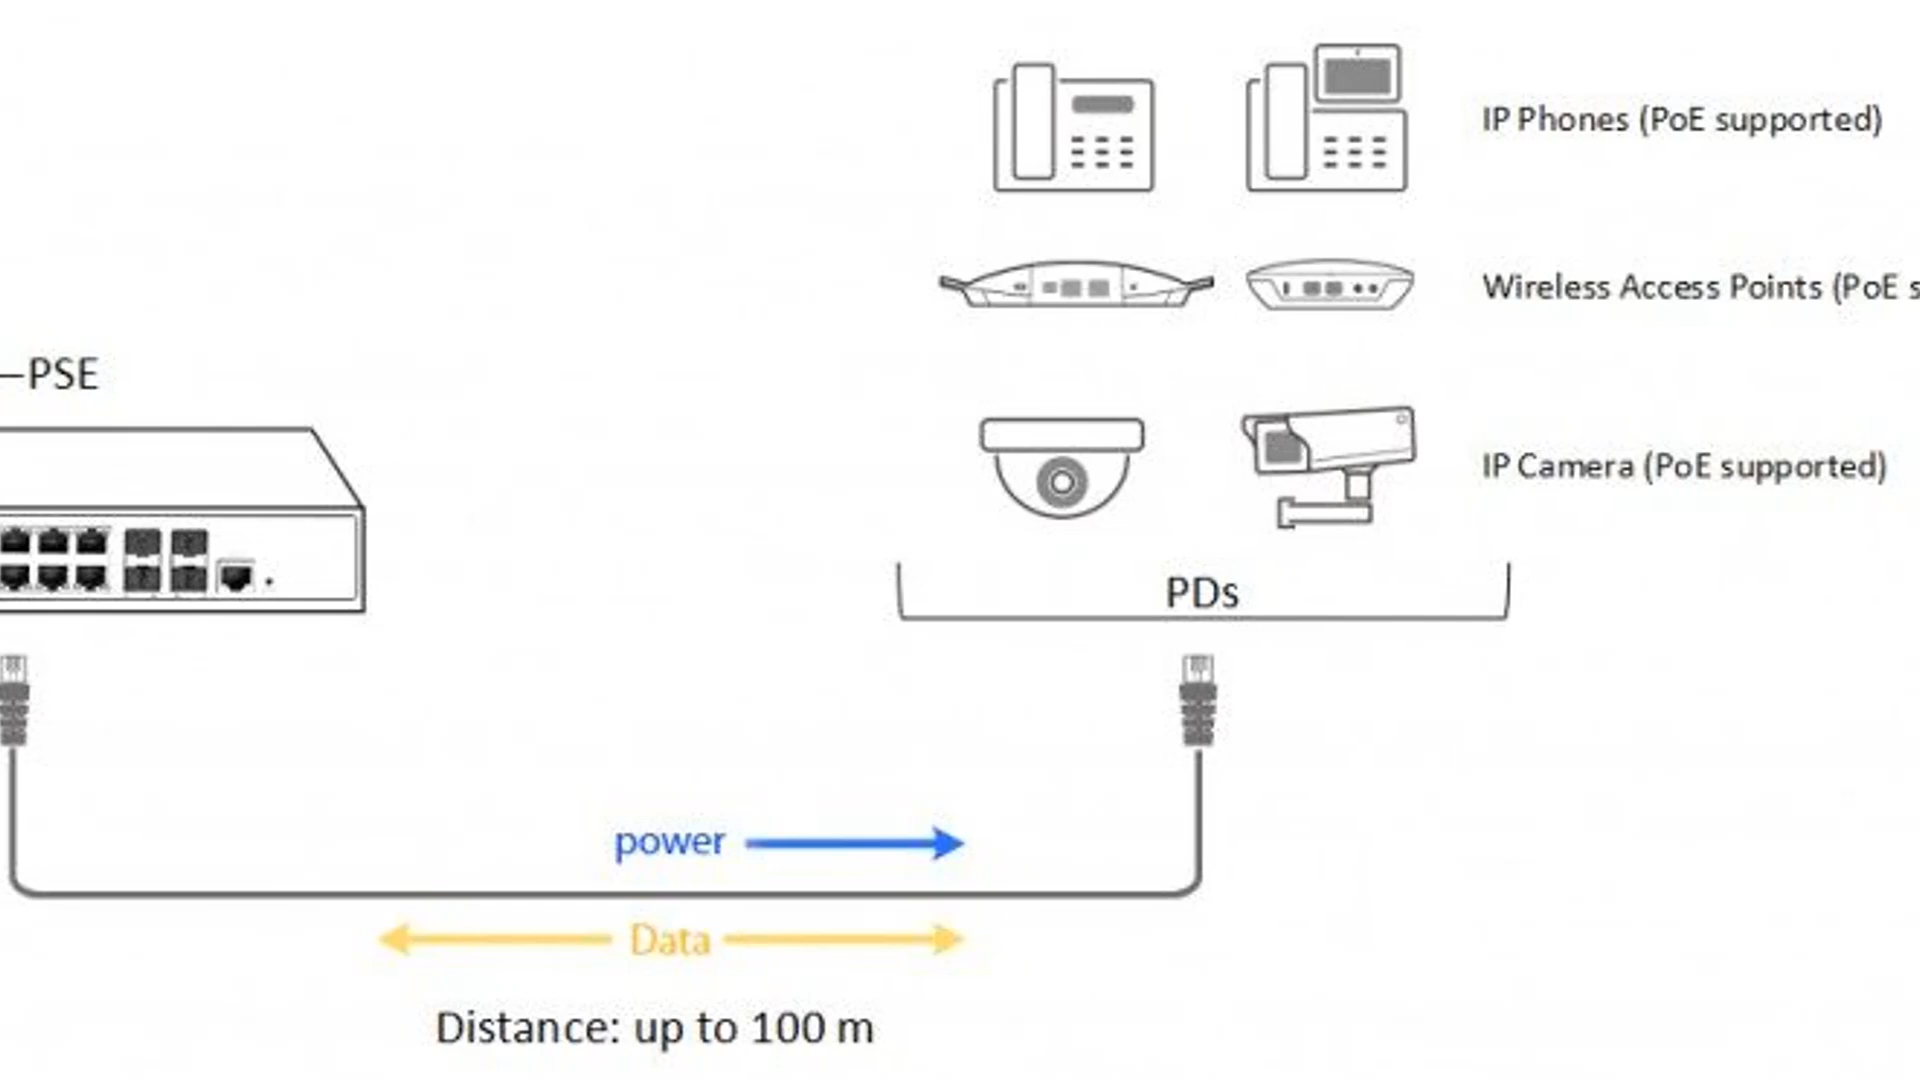 IP Phones (PoE supported)
Wireless Access Points (PoE s
–PSE
IP Camera (PoE supported)
PDs
power
Data
Distance: up to 100 m